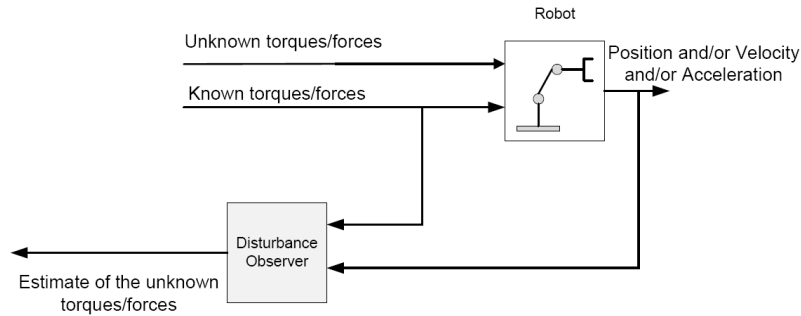 Robot
Unknown torques/forces
Position and/or Velocity
and/or Acceleration
Known torques/forces
Disturbance
Observer
Estimate of the unknown
torques/forces